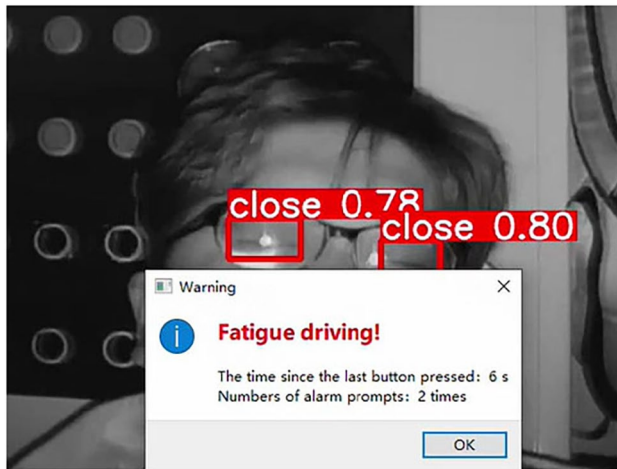 close 0.78
close 0.80
Warning
Fatigue driving!
The time since the last button pressed: 6 s
Numbers of alarm prompts: 2 times
OK